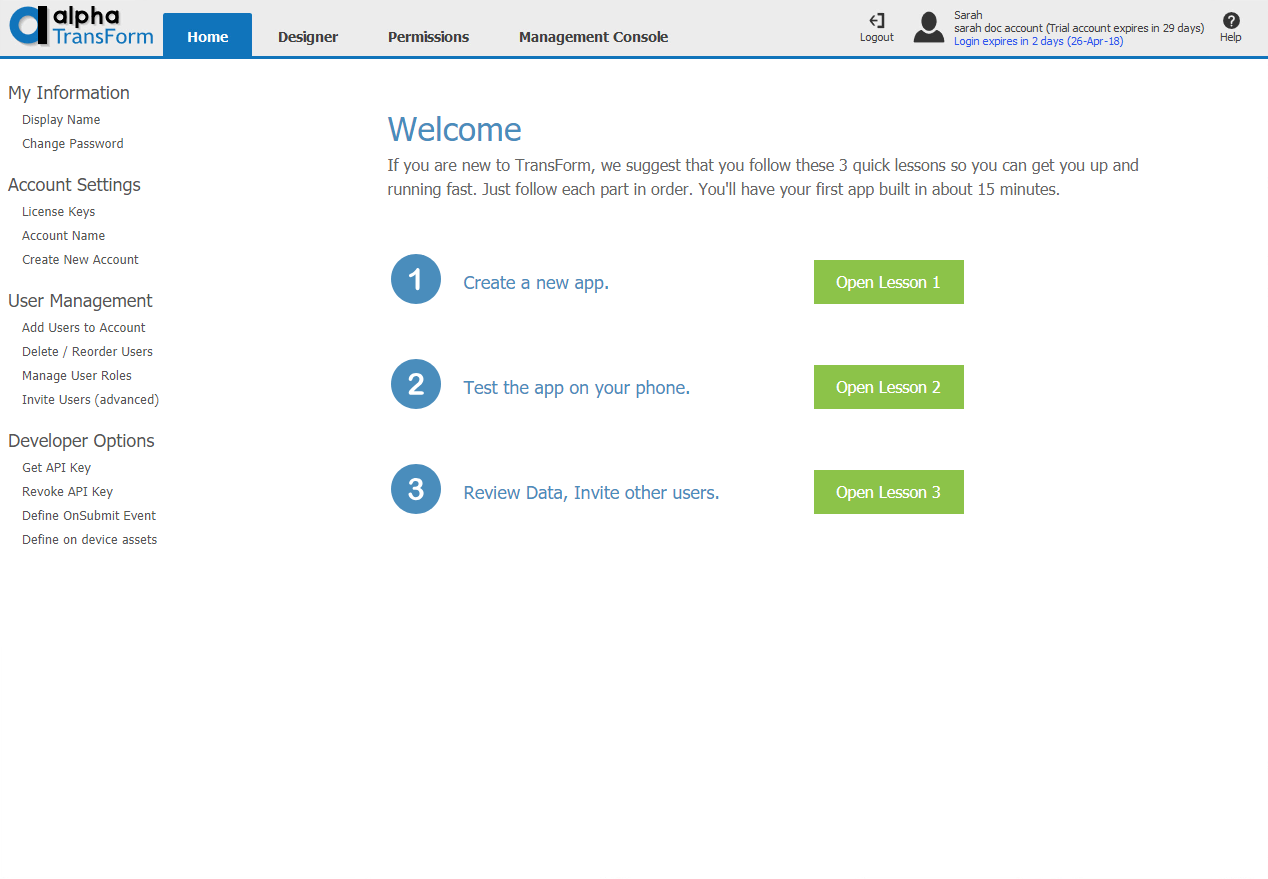 alpha
TransForm
Home
Designer
Permissions
Management Console
Logout
Sarah
sarah doc account (Trial account expires in 29 days)
Login expires in 2 days (26-Apr-18)
?
Help
My Information
Display Name
Change Password
Account Settings
License Keys
Account Name
Create New Account
User Management
Add Users to Account
Delete / Reorder Users
Manage User Roles
Invite Users (advanced)
Developer Options
Get API Key
Revoke API Key
Define OnSubmit Event
Define on device assets
Welcome
If you are new to TransForm, we suggest that you follow these 3 quick lessons so you can get you up and
running fast. Just follow each part in order. You'll have your first app built in about 15 minutes.
1 Create a new app. Open Lesson 1
2 Test the app on your phone. Open Lesson 2
3 Review Data, Invite other users. Open Lesson 3